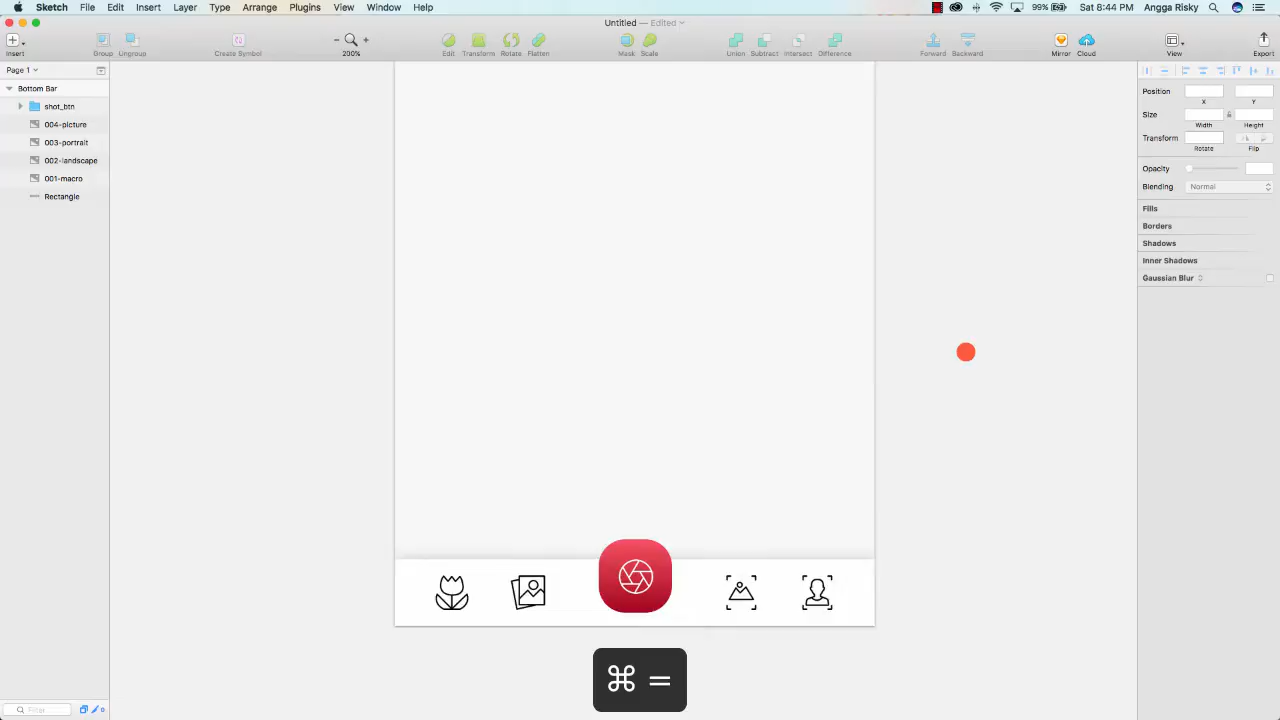 Sketch File Edit Insert Layer Type Arrange Plugins View Window Help 99% Sat 8:44 PM Angga Risky
Untitled — Edited
Insert Group Ungroup Create Symbol 200% Edit Transform Rotate Flatten Mask Scale Union Subtract Intersect Difference Forward Backward Mirror Cloud View Export
Page 1
Bottom Bar
shot_btn
004-picture
003-portrait
002-landscape
001-macro
Rectangle
Filter
Position
X Y
Size
Width Height
Transform
Rotate Flip
Opacity
Blending Normal
Fills
Borders
Shadows
Inner Shadows
Gaussian Blur
⌘ =